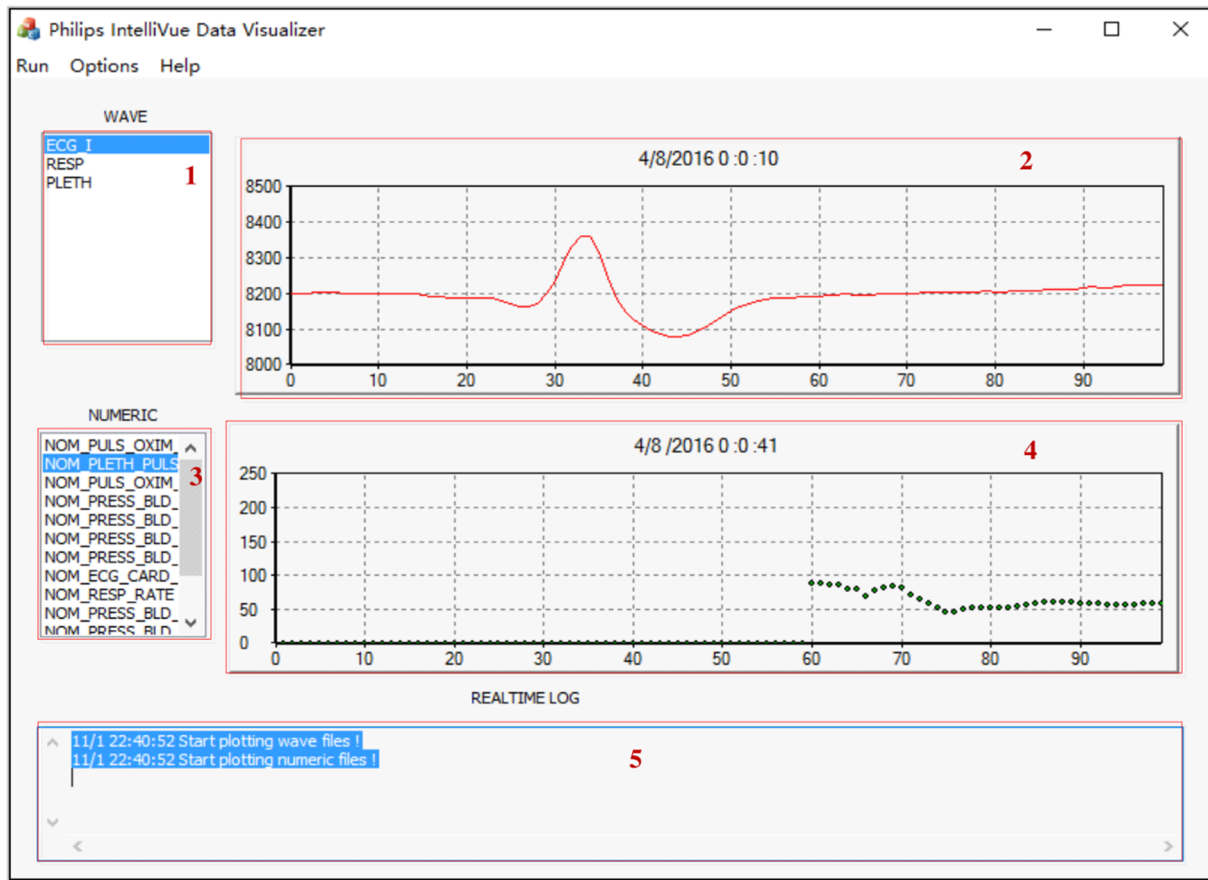 Philips IntelliVue Data Visualizer
Run Options Help
WAVE
ECG_I
RESP
PLETH
1
4/8/2016 0 :0 :10
2
8500
8400
8300
8200
8100
8000
0 10 20 30 40 50 60 70 80 90
NUMERIC
NOM_PULS_OXIM_
NOM_PLETH_PULS
NOM_PULS_OXIM_
NOM_PRESS_BLD_
NOM_PRESS_BLD_
NOM_PRESS_BLD_
NOM_PRESS_BLD_
NOM_ECG_CARD_
NOM_RESP_RATE
NOM_PRESS_BLD_
NOM_PRESS_BLD
3
4/8 /2016 0 :0 :41
4
250
200
150
100
50
0
0 10 20 30 40 50 60 70 80 90
REALTIME LOG
11/1 22:40:52 Start plotting wave files !
11/1 22:40:52 Start plotting numeric files !
5